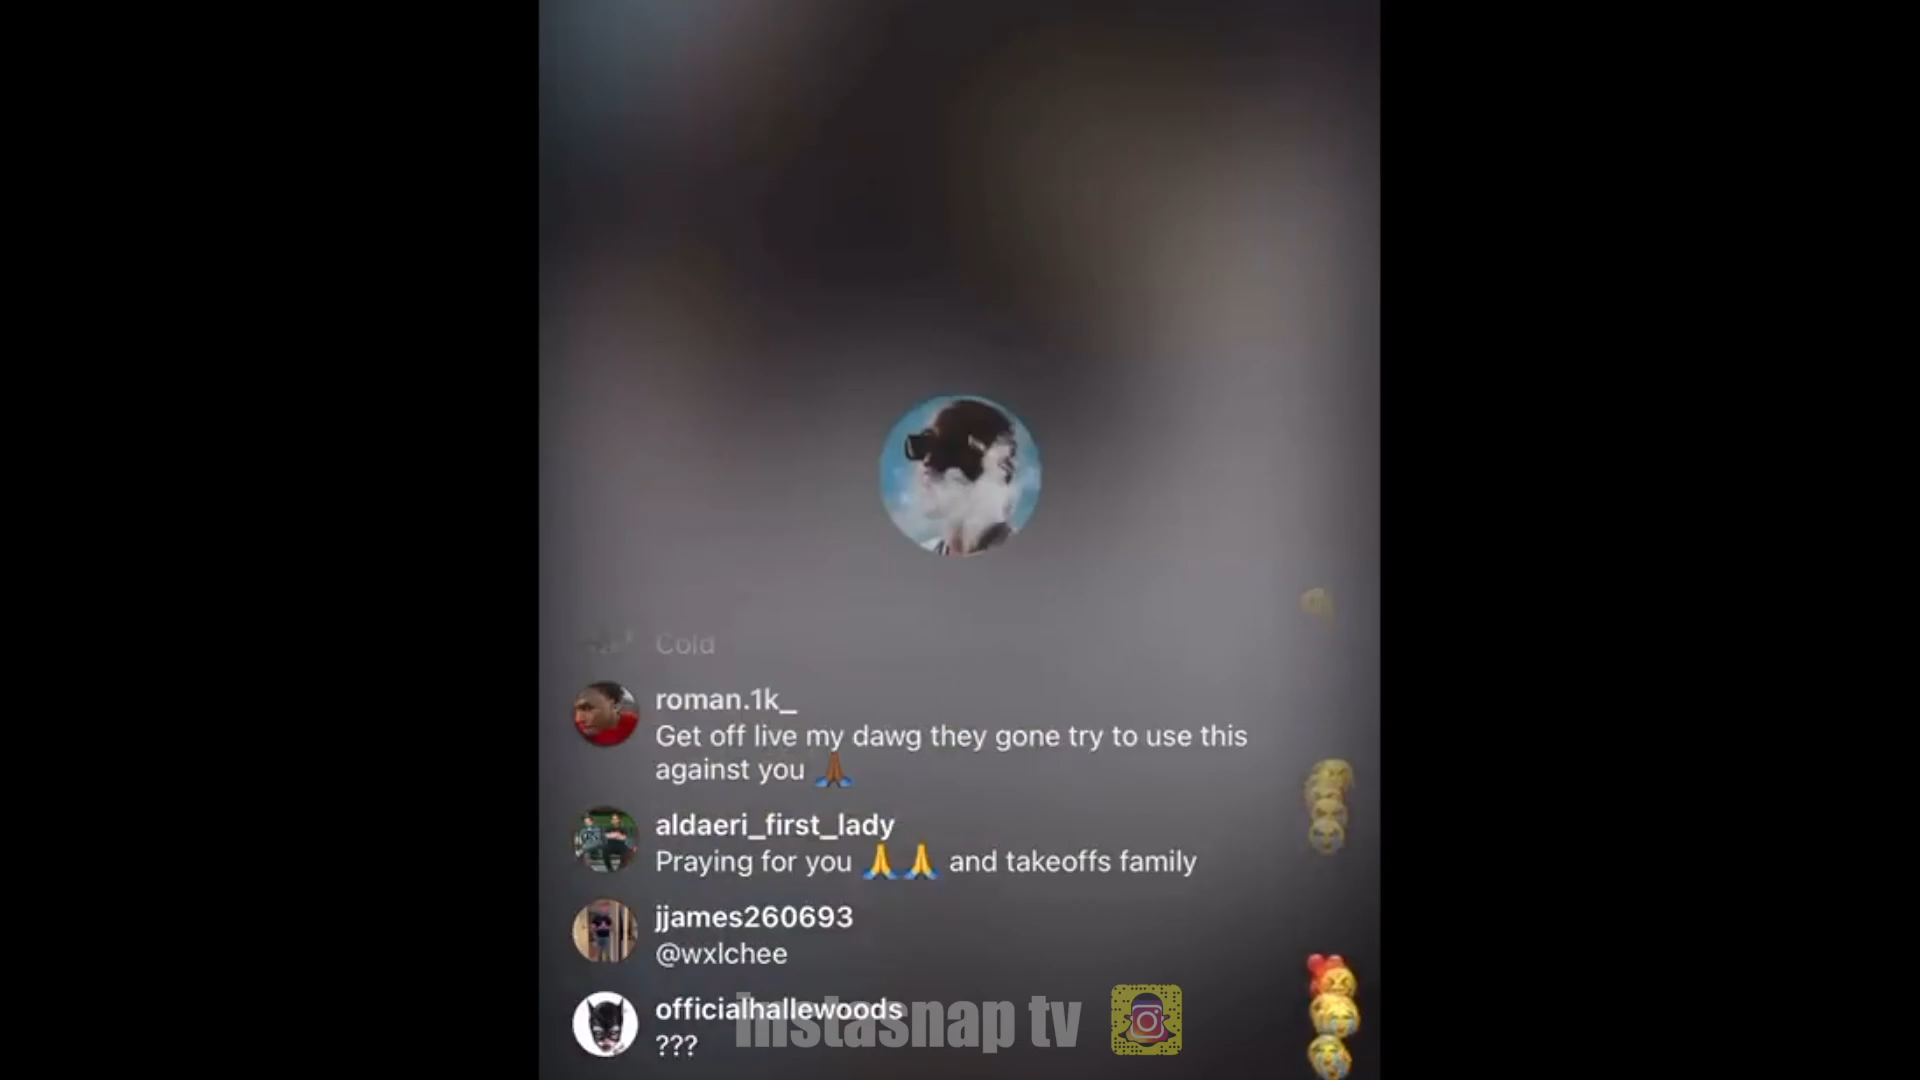 Cold
roman.1k_
Get off live my dawg they gone try to use this
against you 🙏🏾
aldaeri_first_lady
Praying for you 🙏🙏 and takeoffs family
jjames260693
@wxlchee
officialhallewoods
???
instasnap tv